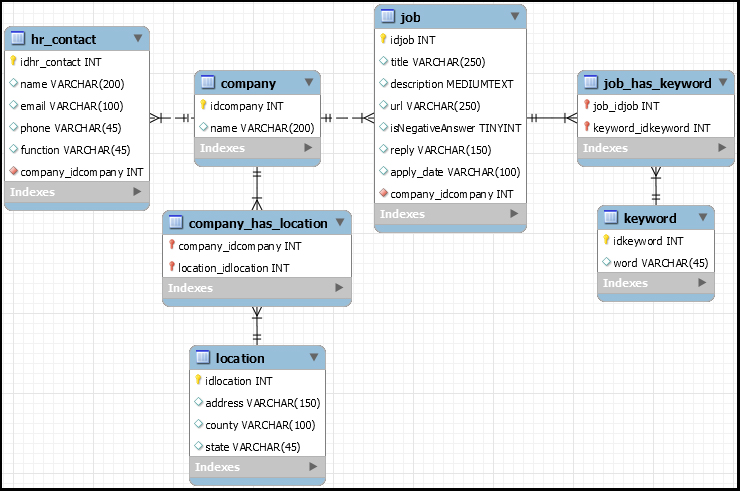 hr_contact
idhr_contact INT
name VARCHAR(200)
email VARCHAR(100)
phone VARCHAR(45)
function VARCHAR(45)
company_idcompany INT
Indexes
company
idcompany INT
name VARCHAR(200)
Indexes
job
idjob INT
title VARCHAR(250)
description MEDIUMTEXT
url VARCHAR(250)
isNegativeAnswer TINYINT
reply VARCHAR(150)
apply_date VARCHAR(100)
company_idcompany INT
Indexes
job_has_keyword
job_idjob INT
keyword_idkeyword INT
Indexes
company_has_location
company_idcompany INT
location_idlocation INT
Indexes
keyword
idkeyword INT
word VARCHAR(45)
Indexes
location
idlocation INT
address VARCHAR(150)
county VARCHAR(100)
state VARCHAR(45)
Indexes